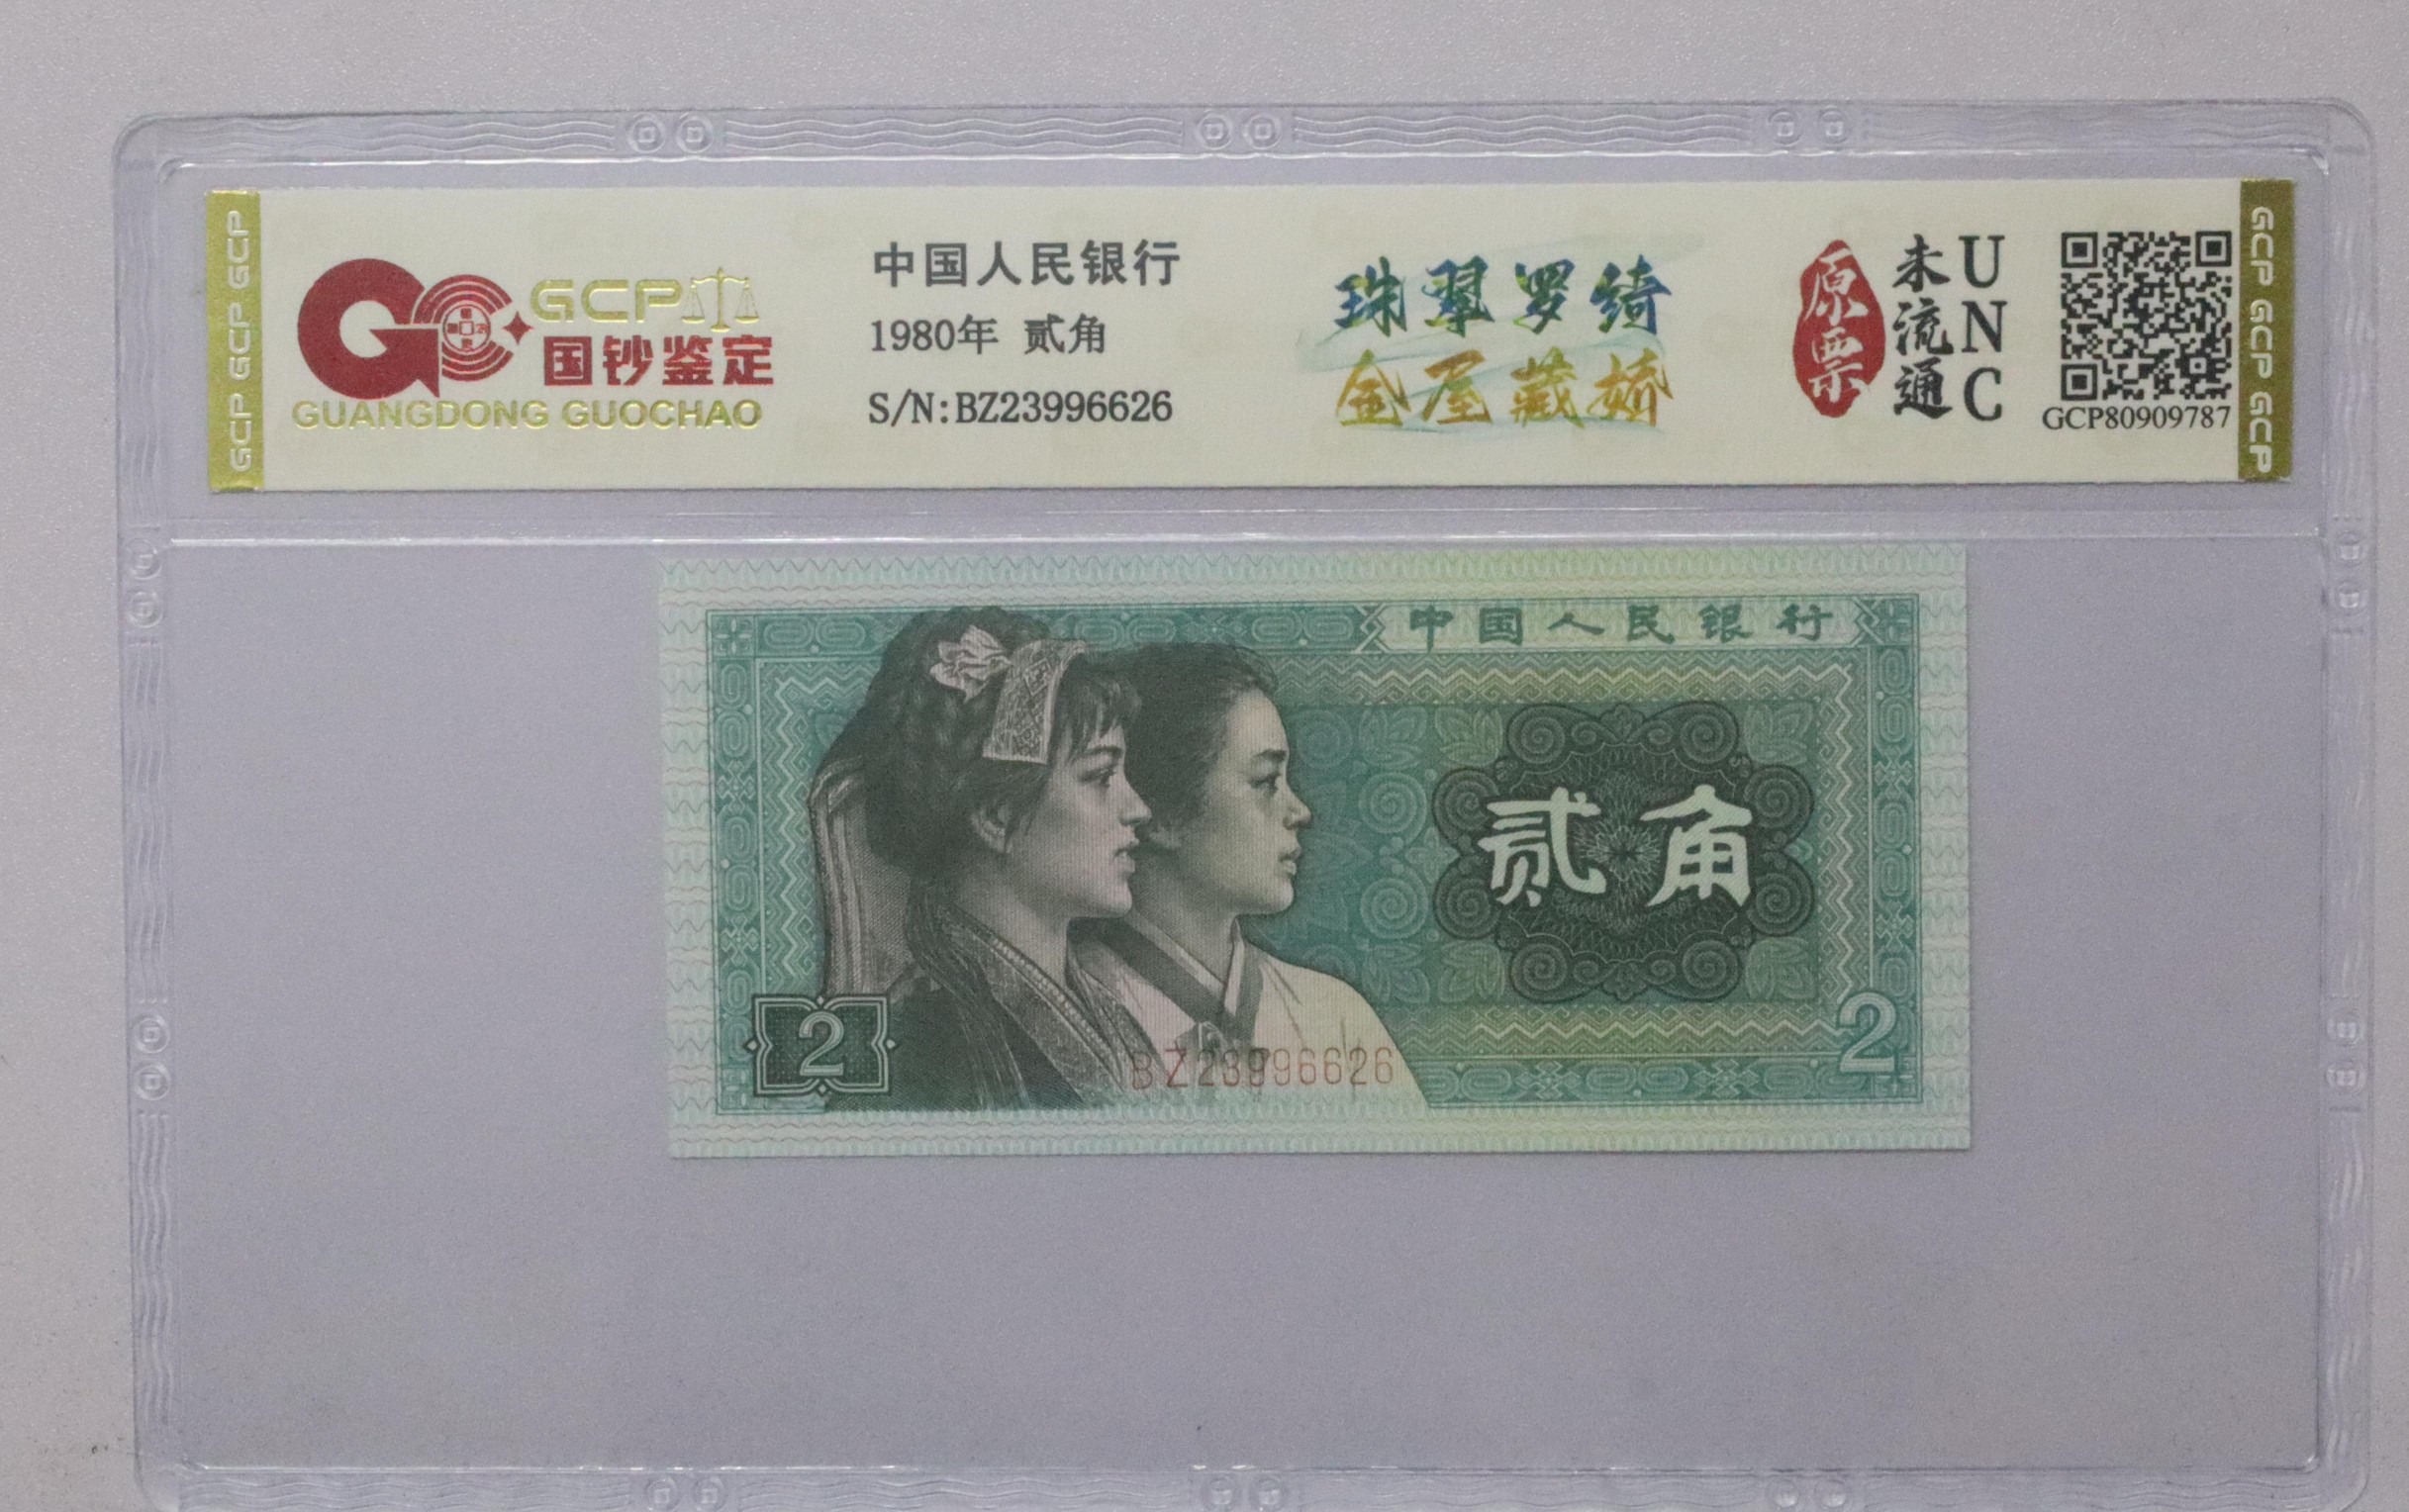 GCP GCP GCP
GCP
国钞鉴定
GUANGDONG GUOCHAO
中国人民银行
1980年 贰角
S/N:BZ23996626
珠翠罗绮
金屋藏娇
原票
未流通
UNC
GCP80909787
GCP GCP GCP
中国人民银行
贰角
2
2
BZ23996626